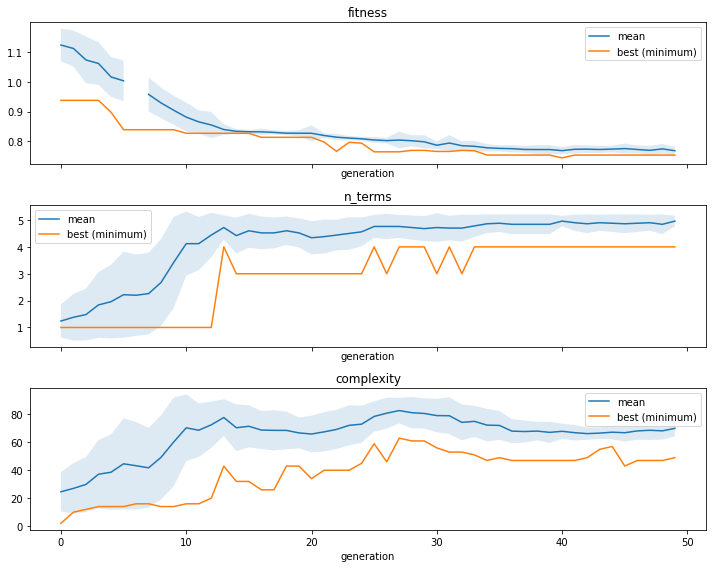 fitness
1.1
1.0
0.9
0.8
mean
best (minimum)
generation
n_terms
5
4
3
2
1
mean
best (minimum)
generation
complexity
80
60
40
20
0
mean
best (minimum)
0 10 20 30 40 50
generation